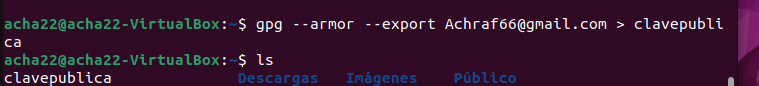 acha22@acha22-VirtualBox:~$ gpg --armor --export Achraf66@gmail.com > clavepubli
ca
acha22@acha22-VirtualBox:~$ ls
clavepublica Descargas Imágenes Público